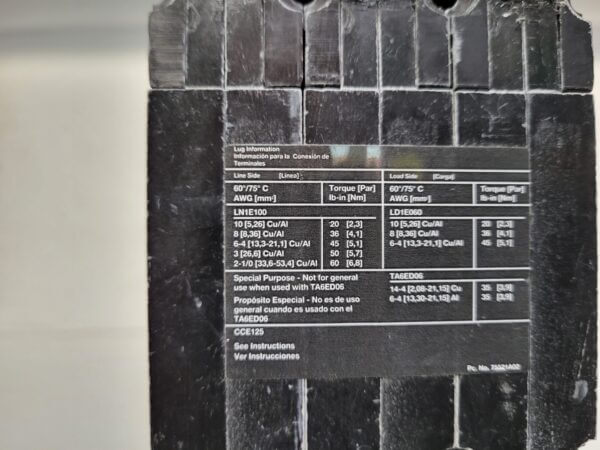 Lug Information
Información para la Conexión de
Terminales
Line Side [Línea] Load Side [Carga]
60°/75° C Torque [Par] 60°/75° C Torque [Par]
AWG [mm²] lb-in [Nm] AWG [mm²] lb-in [Nm]
LN1E100 LD1E060
10 [5,26] Cu/Al 20 [2,3] 10 [5,26] Cu/Al 20 [2,3]
8 [8,36] Cu/Al 36 [4,1] 8 [8,36] Cu/Al 36 [4,1]
6-4 [13,3-21,1] Cu/Al 45 [5,1] 6-4 [13,3-21,1] Cu/Al 45 [5,1]
3 [26,6] Cu/Al 50 [5,7]
2-1/0 [33,6-53,4] Cu/Al 60 [6,8]
Special Purpose - Not for general TA6ED06
use when used with TA6ED06 14-4 [2,08-21,15] Cu 35 [3,9]
Propósito Especial - No es de uso 6-4 [13,30-21,15] Al 35 [3,9]
general cuando es usado con el
TA6ED06
CCE125
See Instructions
Ver Instrucciones
Pc. No. 75521A02